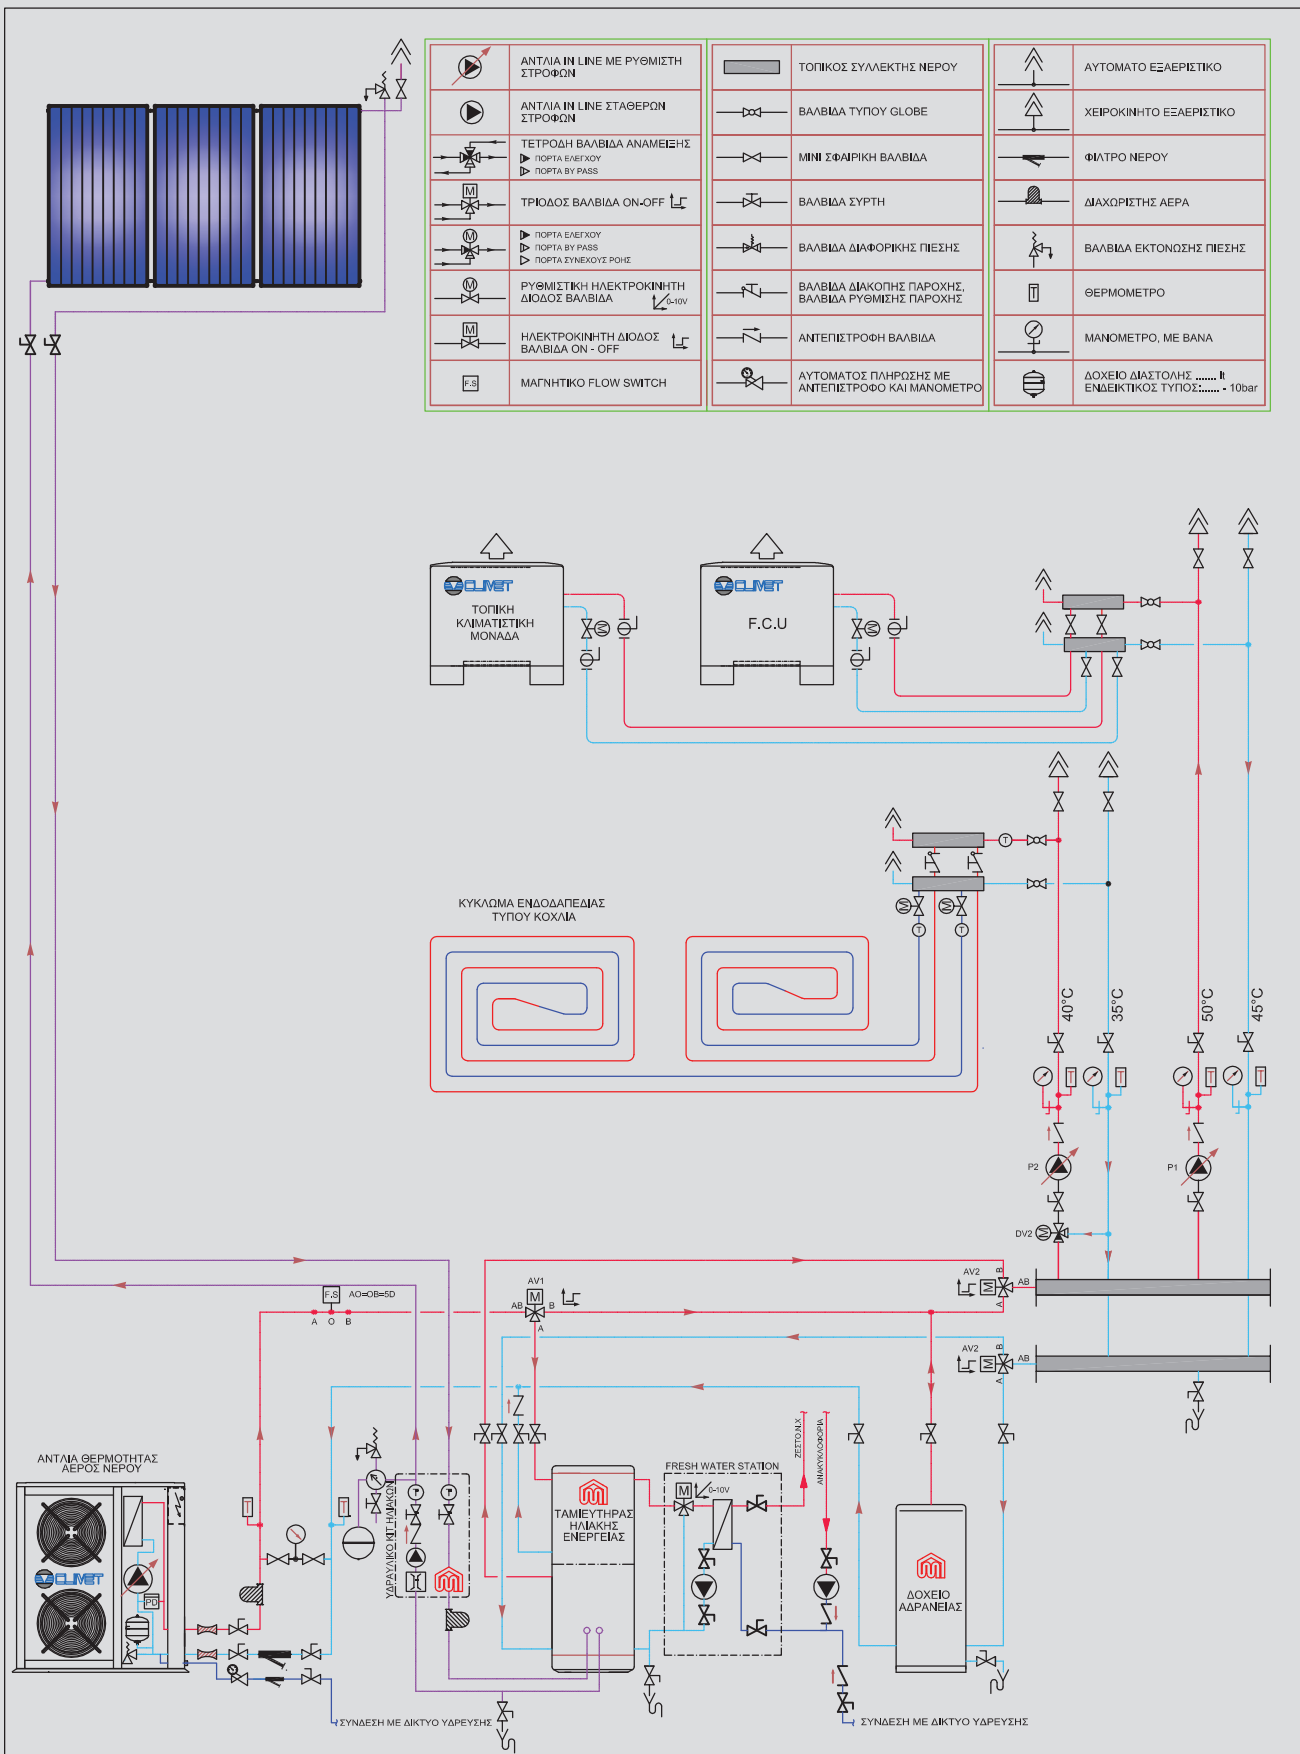 ΑΝΤΛΙΑ IN LINE ΜΕ ΡΥΘΜΙΣΤΗ
ΣΤΡΟΦΩΝ
ΑΝΤΛΙΑ IN LINE ΣΤΑΘΕΡΩΝ
ΣΤΡΟΦΩΝ
ΤΕΤΡΟΔΗ ΒΑΛΒΙΔΑ ΑΝΑΜΕΙΞΗΣ
ΠΟΡΤΑ ΕΛΕΓΧΟΥ
ΠΟΡΤΑ BY PASS
M
ΤΡΙΟΔΟΣ ΒΑΛΒΙΔΑ ON-OFF
M
ΠΟΡΤΑ ΕΛΕΓΧΟΥ
ΠΟΡΤΑ BY PASS
ΠΟΡΤΑ ΣΥΝΕΧΟΥΣ ΡΟΗΣ
M
ΡΥΘΜΙΣΤΙΚΗ ΗΛΕΚΤΡΟΚΙΝΗΤΗ
ΔΙΟΔΟΣ ΒΑΛΒΙΔΑ
0-10V
M
ΗΛΕΚΤΡΟΚΙΝΗΤΗ ΔΙΟΔΟΣ
ΒΑΛΒΙΔΑ ON - OFF
F.S
ΜΑΓΝΗΤΙΚΟ FLOW SWITCH
ΤΟΠΙΚΟΣ ΣΥΛΛΕΚΤΗΣ ΝΕΡΟΥ
ΒΑΛΒΙΔΑ ΤΥΠΟΥ GLOBE
ΜΙΝΙ ΣΦΑΙΡΙΚΗ ΒΑΛΒΙΔΑ
ΒΑΛΒΙΔΑ ΣΥΡΤΗ
ΒΑΛΒΙΔΑ ΔΙΑΦΟΡΙΚΗΣ ΠΙΕΣΗΣ
ΒΑΛΒΙΔΑ ΔΙΑΚΟΠΗΣ ΠΑΡΟΧΗΣ,
ΒΑΛΒΙΔΑ ΡΥΘΜΙΣΗΣ ΠΑΡΟΧΗΣ
ΑΝΤΕΠΙΣΤΡΟΦΗ ΒΑΛΒΙΔΑ
ΑΥΤΟΜΑΤΟΣ ΠΛΗΡΩΣΗΣ ΜΕ
ΑΝΤΕΠΙΣΤΡΟΦΟ ΚΑΙ ΜΑΝΟΜΕΤΡΟ
ΑΥΤΟΜΑΤΟ ΕΞΑΕΡΙΣΤΙΚΟ
ΧΕΙΡΟΚΙΝΗΤΟ ΕΞΑΕΡΙΣΤΙΚΟ
ΦΙΛΤΡΟ ΝΕΡΟΥ
ΔΙΑΧΩΡΙΣΤΗΣ ΑΕΡΑ
ΒΑΛΒΙΔΑ ΕΚΤΟΝΩΣΗΣ ΠΙΕΣΗΣ
T
ΘΕΡΜΟΜΕΤΡΟ
ΜΑΝΟΜΕΤΡΟ, ΜΕ ΒΑΝΑ
ΔΟΧΕΙΟ ΔΙΑΣΤΟΛΗΣ ....... lt
ΕΝΔΕΙΚΤΙΚΟΣ ΤΥΠΟΣ:...... - 10bar
CLIVET
ΤΟΠΙΚΗ
ΚΛΙΜΑΤΙΣΤΙΚΗ
ΜΟΝΑΔΑ
M
CLIVET
F.C.U
M
T
M
M
T
T
ΚΥΚΛΩΜΑ ΕΝΔΟΔΑΠΕΔΙΑΣ
ΤΥΠΟΥ ΚΟΧΛΙΑ
40°C
35°C
50°C
45°C
T
T
T
T
P2
P1
DV2
M
AV2
M
B
AB
A
AV2
M
B
AB
A
F.S
AO=OB=5D
A O B
AV1
M
AB
B
A
ΖΕΣΤΟ Ν.Χ
ΑΝΑΚΥΚΛΟΦΟΡΙΑ
ΑΝΤΛΙΑ ΘΕΡΜΟΤΗΤΑΣ
ΑΕΡΟΣ ΝΕΡΟΥ
CLIVET
PD
T
T
ΥΔΡΑΥΛΙΚΟ ΚΙΤ ΗΛΙΑΚΩΝ
ΤΑΜΙΕΥΤΗΡΑΣ
ΗΛΙΑΚΗΣ
ΕΝΕΡΓΕΙΑΣ
FRESH WATER STATION
M
0-10V
ΔΟΧΕΙΟ
ΑΔΡΑΝΕΙΑΣ
ΣΥΝΔΕΣΗ ΜΕ ΔΙΚΤΥΟ ΥΔΡΕΥΣΗΣ
ΣΥΝΔΕΣΗ ΜΕ ΔΙΚΤΥΟ ΥΔΡΕΥΣΗΣ